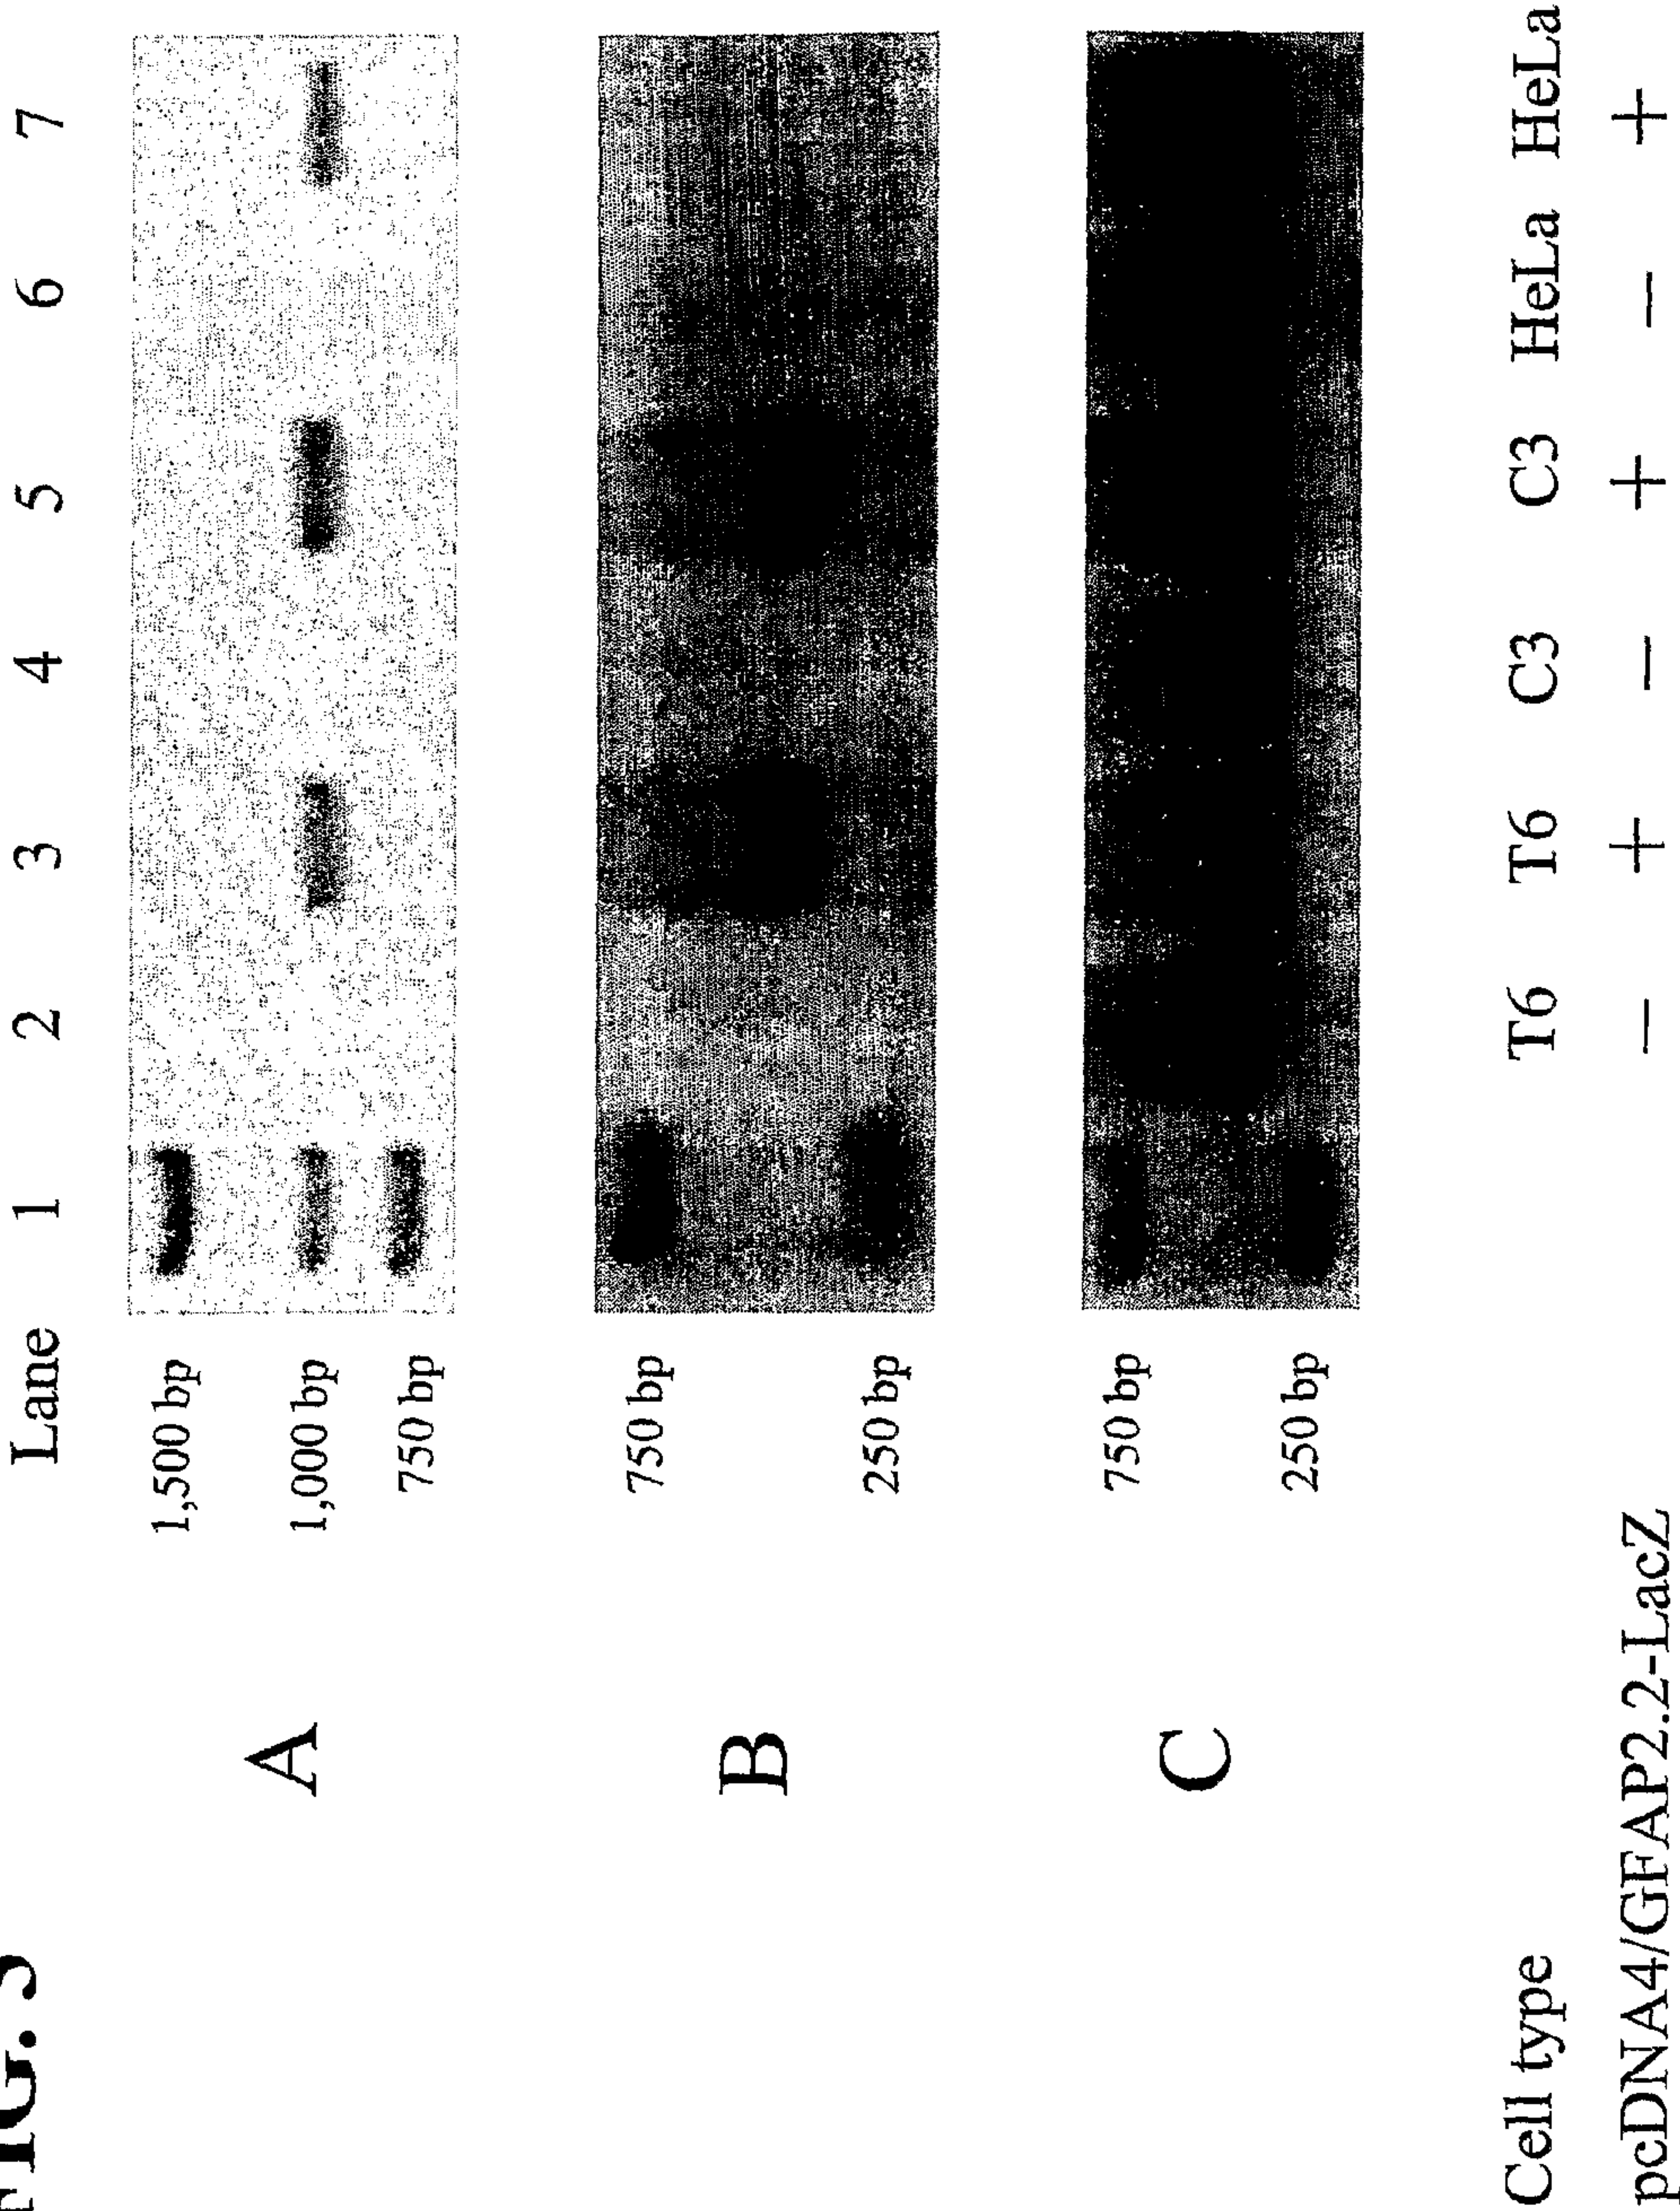 FIG. 3
Lane 1 2 3 4 5 6 7
1,500 bp
1,000 bp
750 bp
A
750 bp
250 bp
B
750 bp
250 bp
C
Cell type T6 T6 C3 C3 HeLa HeLa
pcDNA4/GFAP2.2-LacZ − + − + − +